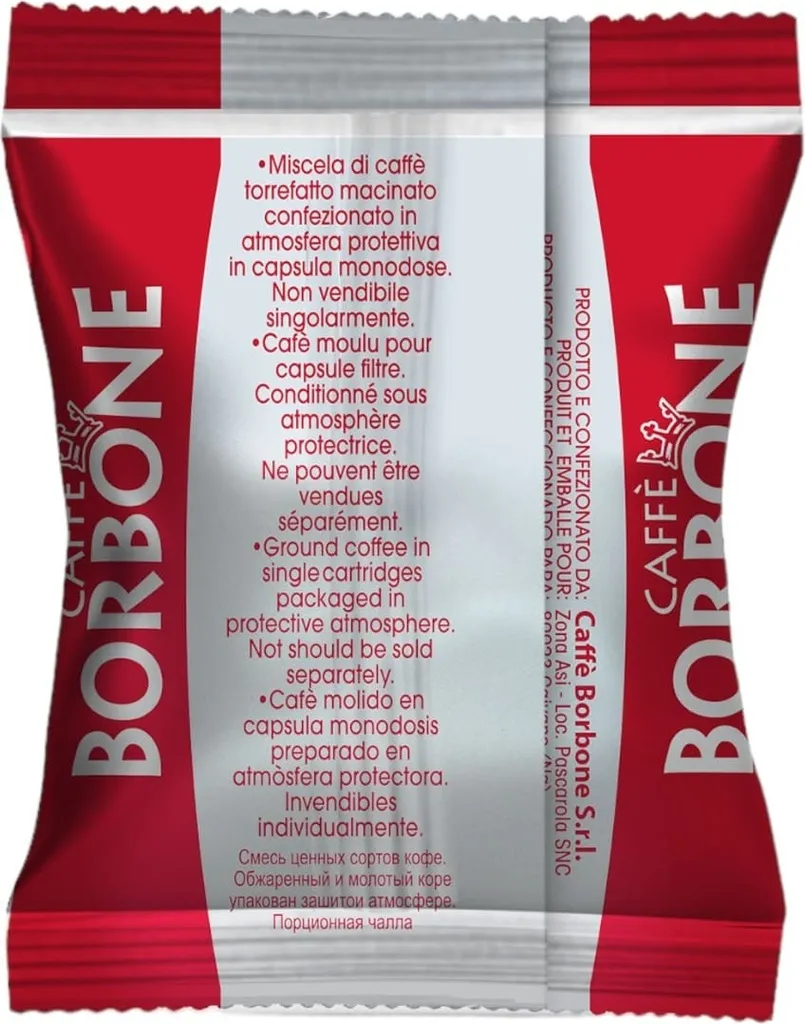 •Miscela di caffè
torrefatto macinato
confezionato in
atmosfera protettiva
in capsula monodose.
Non vendibile
singolarmente.
•Cafè moulu pour
capsule filtre.
Conditionné sous
atmosphère
protectrice.
Ne pouvent être
vendues
séparément.
•Ground coffee in
single cartridges
packaged in
protective atmosphere.
Not should be sold
separately.
•Cafè molido en
capsula monodosis
preparado en
atmòsfera protectora.
Invendibles
individualmente.
Смесь ценных сортов кофе.
Обжаренный и молотый коре
упакован зашитои атмосфере.
Порционная чалла
PRODOTTO E CONFEZIONATO DA: Caffè Borbone S.r.l.
PRODUIT ET EMBALLE POUR: Zona Asi - Loc. Pascarola SNC
CAFFÈ
BORBONE
CAFFÈ
BORBONE